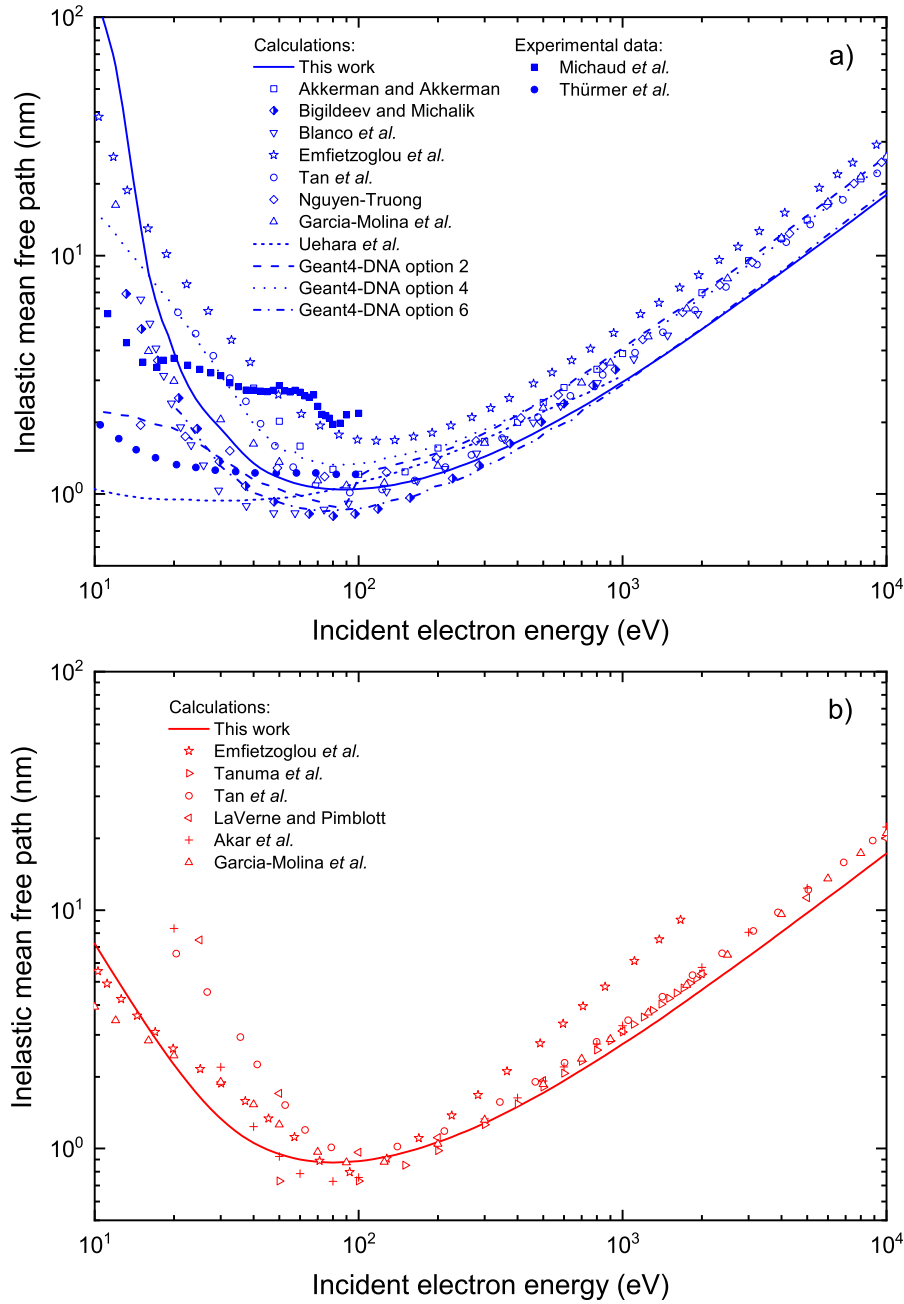 a)
Calculations:
This work
Akkerman and Akkerman
Bigildeev and Michalik
Blanco et al.
Emfietzoglou et al.
Tan et al.
Nguyen-Truong
Garcia-Molina et al.
Uehara et al.
Geant4-DNA option 2
Geant4-DNA option 4
Geant4-DNA option 6
Experimental data:
Michaud et al.
Thürmer et al.
Inelastic mean free path (nm)
10²
10¹
10⁰
10¹ 10² 10³ 10⁴
Incident electron energy (eV)
b)
Calculations:
This work
Emfietzoglou et al.
Tanuma et al.
Tan et al.
LaVerne and Pimblott
Akar et al.
Garcia-Molina et al.
Inelastic mean free path (nm)
10²
10¹
10⁰
10¹ 10² 10³ 10⁴
Incident electron energy (eV)